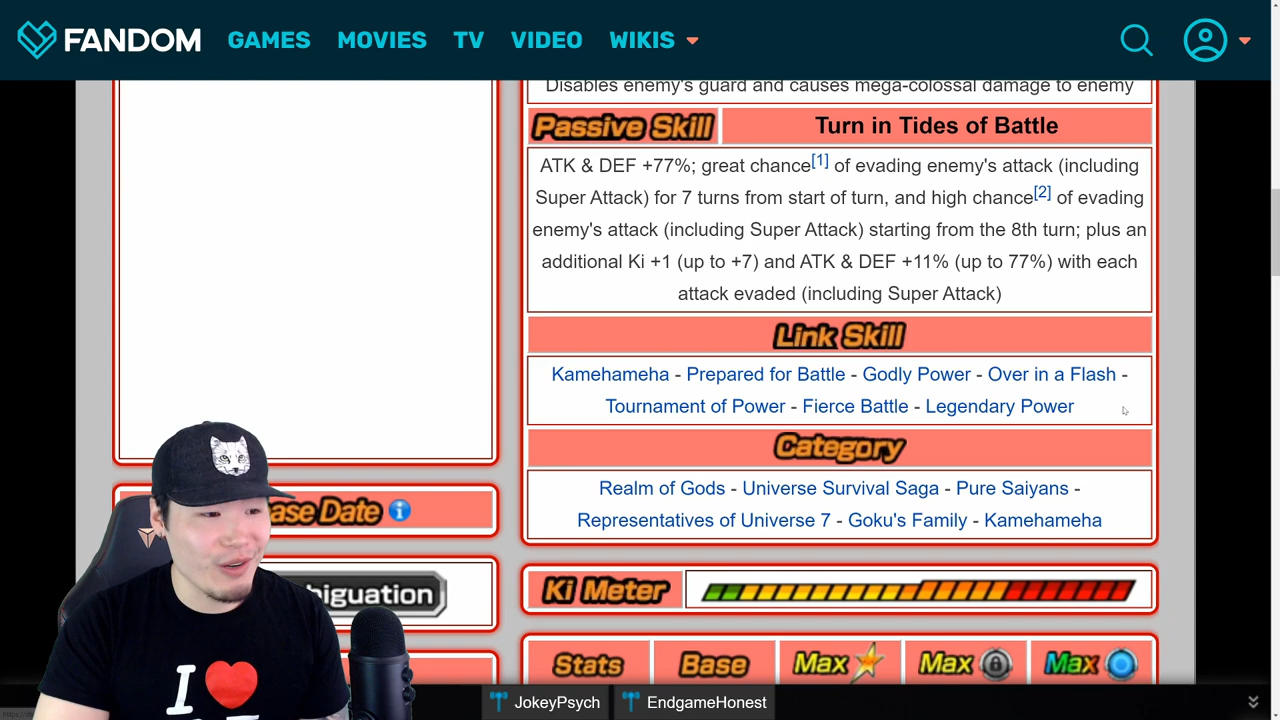 FANDOM GAMES MOVIES TV VIDEO WIKIS
Disables enemy's guard and causes mega-colossal damage to enemy
Passive Skill Turn in Tides of Battle
ATK & DEF +77%; great chance[1] of evading enemy's attack (including
Super Attack) for 7 turns from start of turn, and high chance[2] of evading
enemy's attack (including Super Attack) starting from the 8th turn; plus an
additional Ki +1 (up to +7) and ATK & DEF +11% (up to 77%) with each
attack evaded (including Super Attack)
Link Skill
Kamehameha - Prepared for Battle - Godly Power - Over in a Flash -
Tournament of Power - Fierce Battle - Legendary Power
Category
Realm of Gods - Universe Survival Saga - Pure Saiyans -
Representatives of Universe 7 - Goku's Family - Kamehameha
ase Date i
biguation
Ki Meter
Stats Base Max Max Max
I
JokeyPsych EndgameHonest